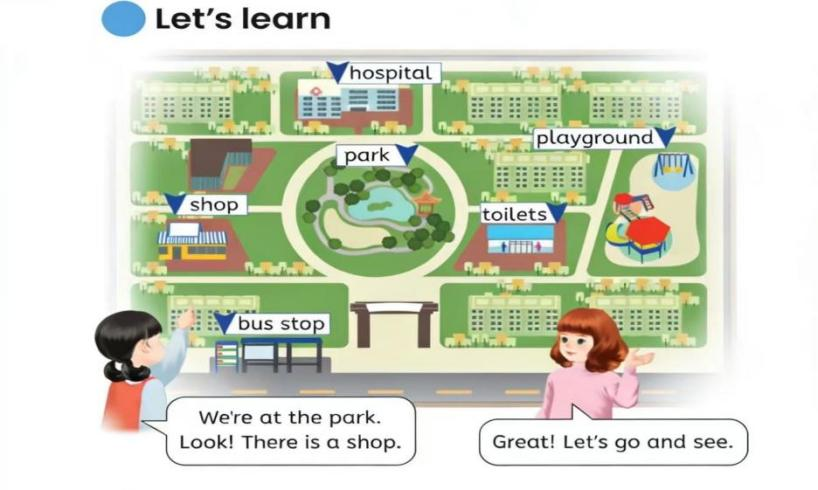 Let's learn
hospital
playground
park
shop
toilets
bus stop
We're at the park.
Look! There is a shop.
Great! Let's go and see.